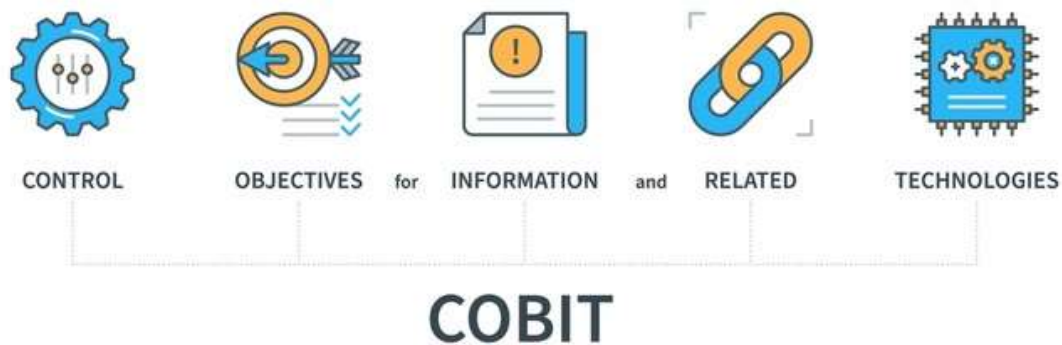 CONTROL OBJECTIVES for INFORMATION and RELATED TECHNOLOGIES
COBIT